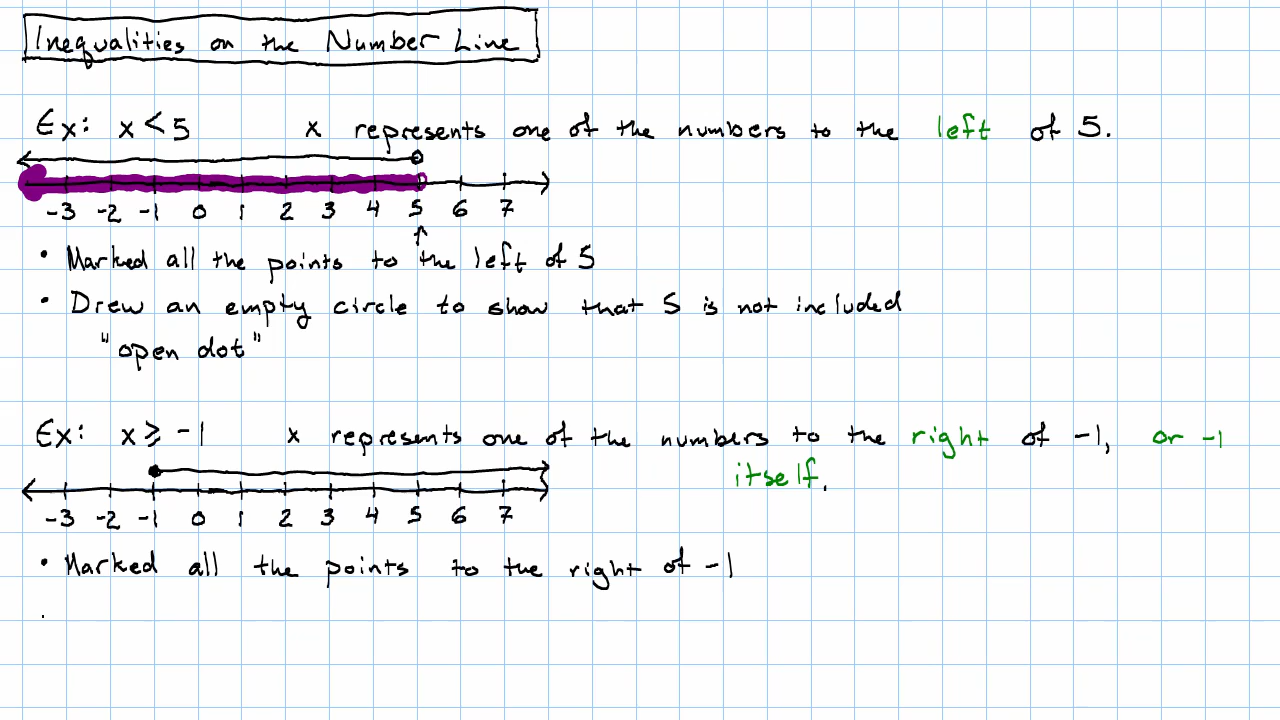 Inequalities on the Number Line
Ex: x < 5 x represents one of the numbers to the left of 5.
-3 -2 -1 0 1 2 3 4 5 6 7
• Marked all the points to the left of 5
• Drew an empty circle to show that 5 is not included
"open dot"
Ex: x ⩾ -1 x represents one of the numbers to the right of -1, or -1
itself.
-3 -2 -1 0 1 2 3 4 5 6 7
• Marked all the points to the right of -1